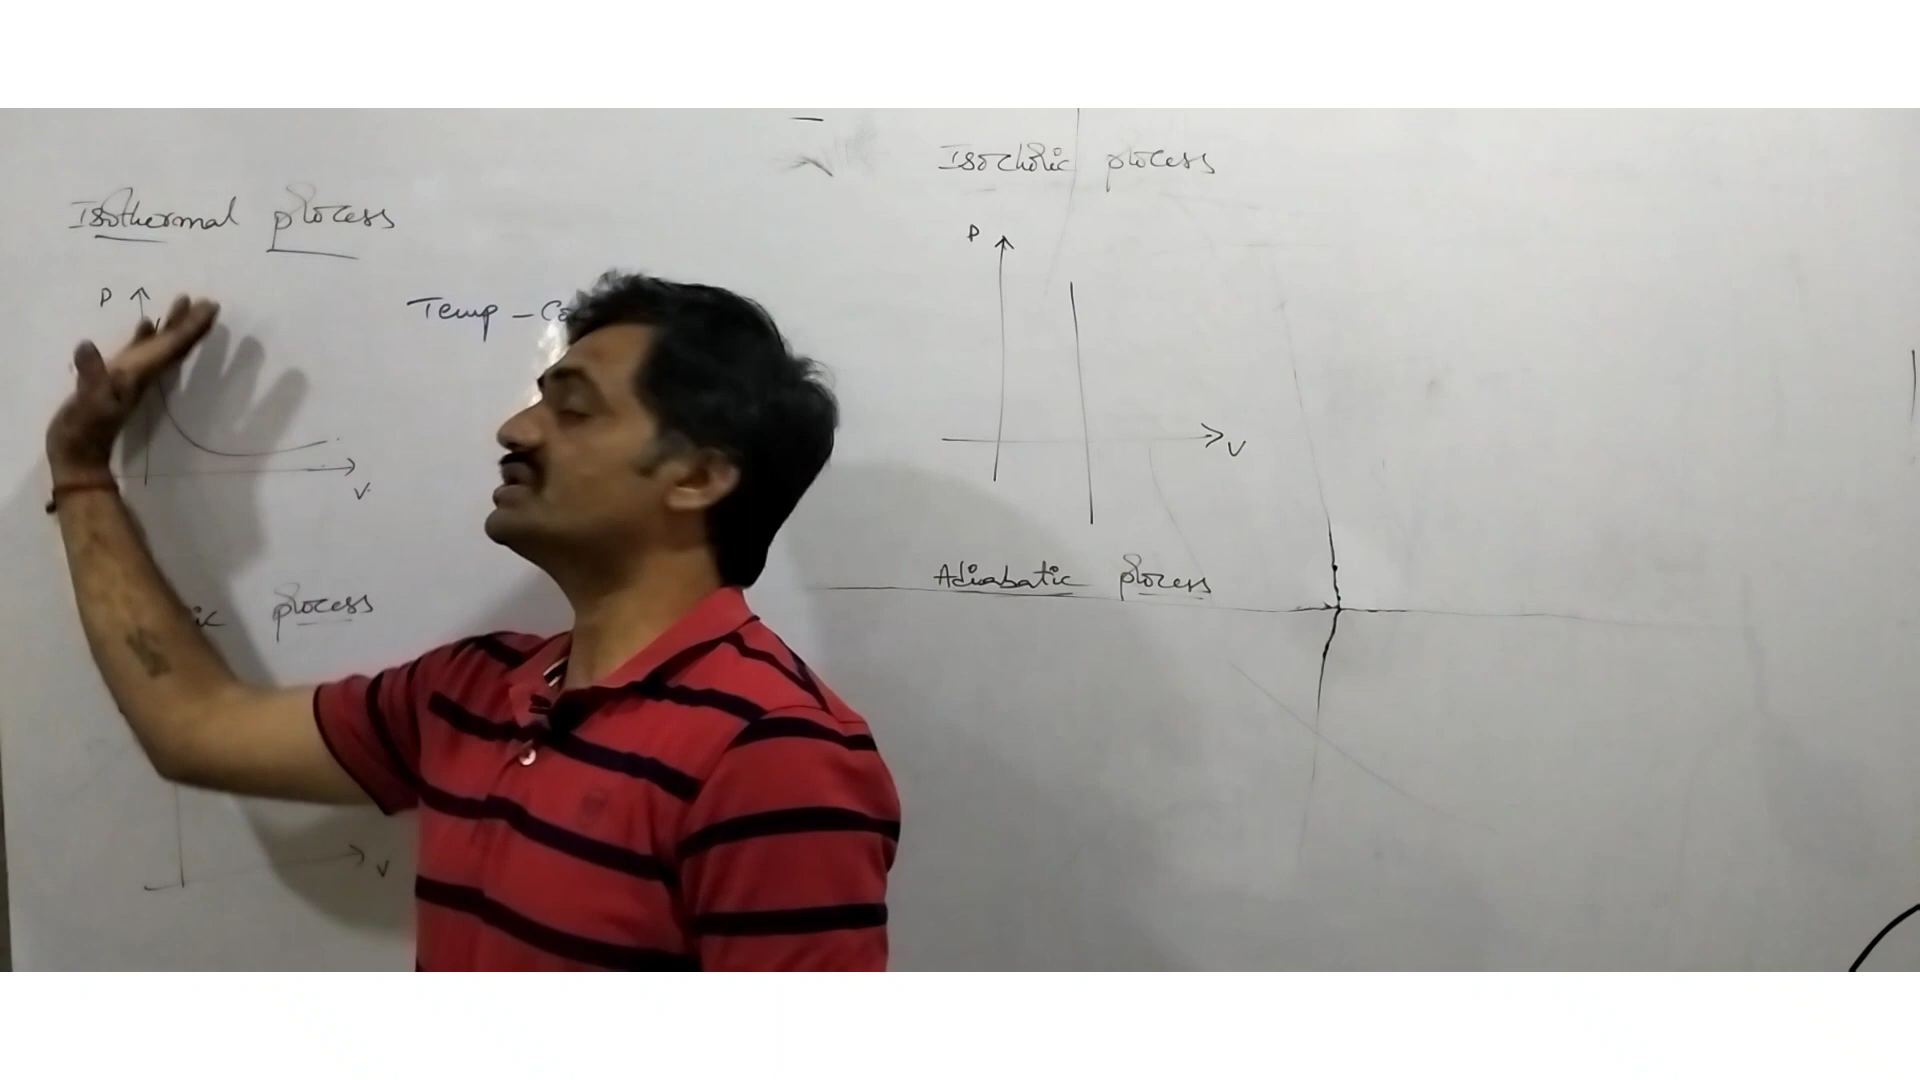 Isothermal process
P
Temp -
V
process
V
Isochoric process
P
V
Adiabatic process